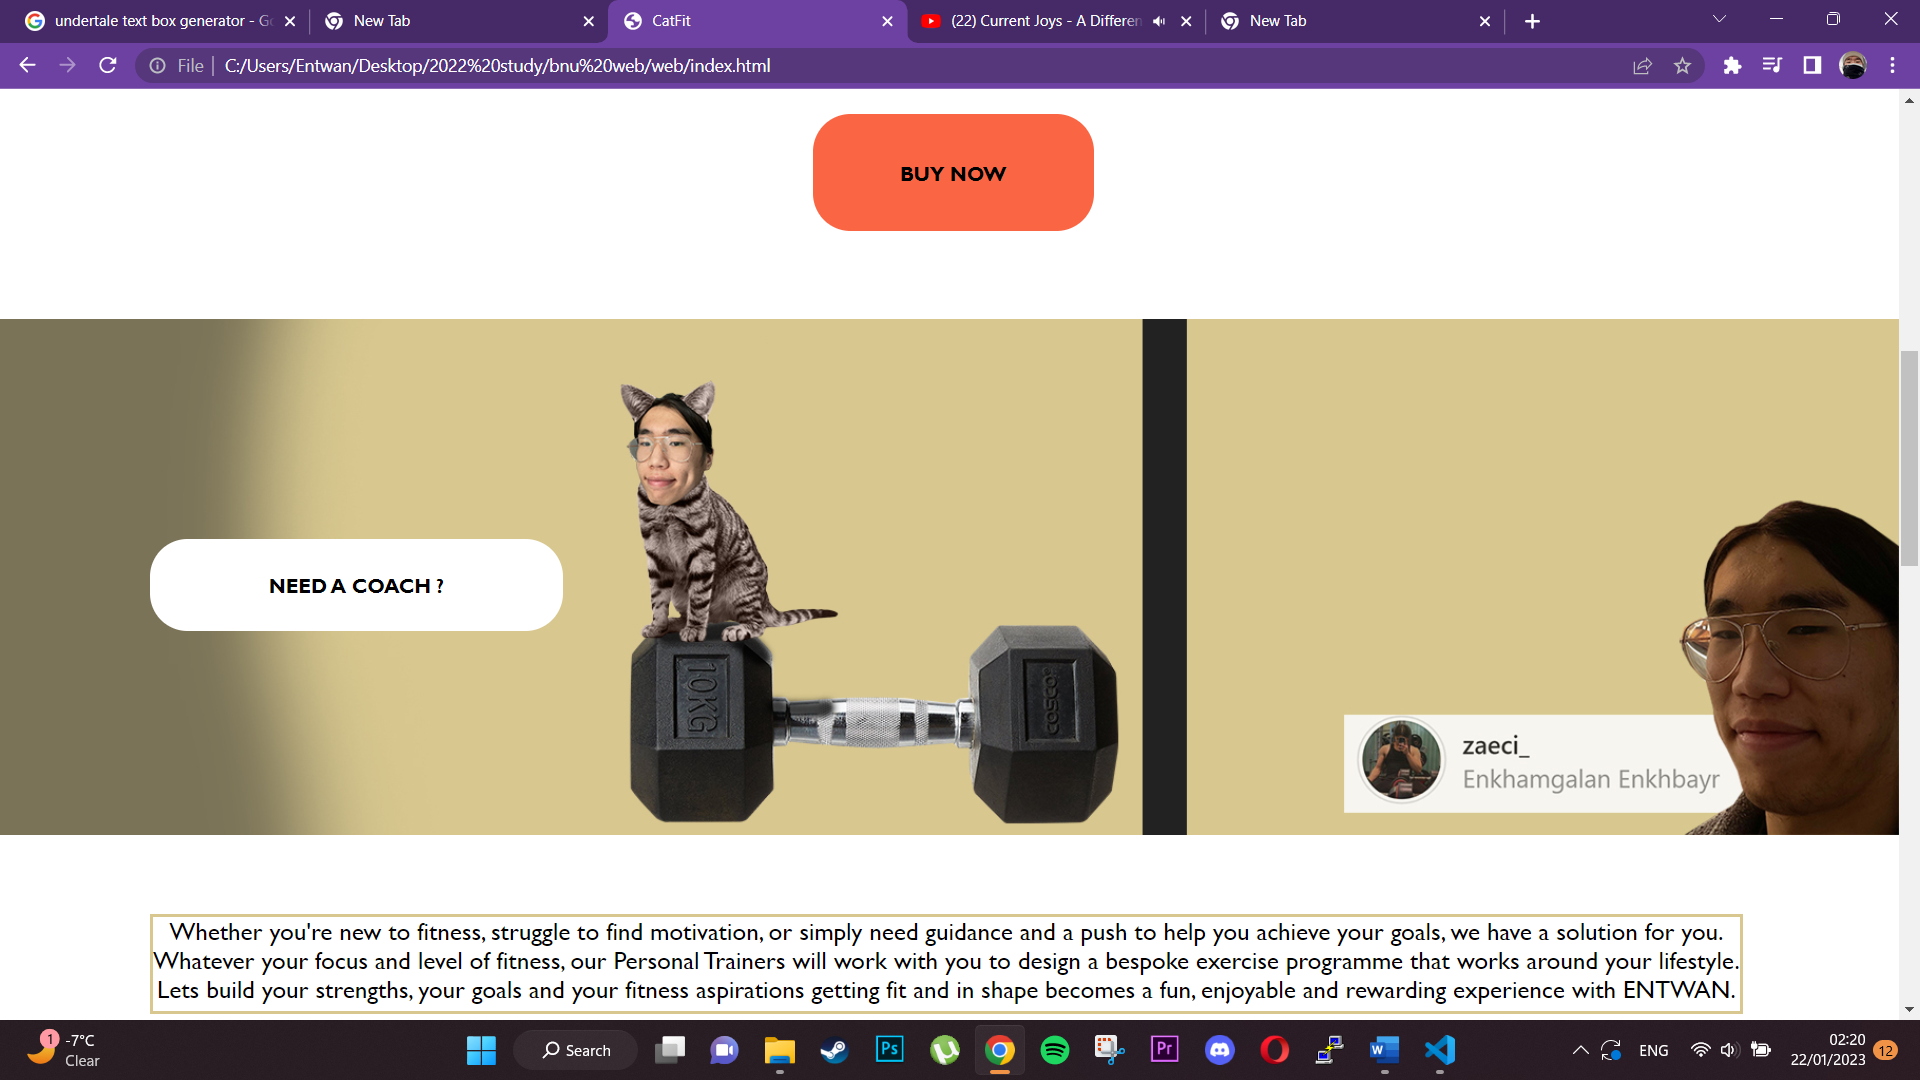 undertale text box generator - Go
New Tab
CatFit
(22) Current Joys - A Differen
New Tab
File
C:/Users/Entwan/Desktop/2022%20study/bnu%20web/web/index.html
BUY NOW
NEED A COACH ?
10KG
COSCO
zaeci_
Enkhamgalan Enkhbayr
Whether you're new to fitness, struggle to find motivation, or simply need guidance and a push to help you achieve your goals, we have a solution for you.
Whatever your focus and level of fitness, our Personal Trainers will work with you to design a bespoke exercise programme that works around your lifestyle.
Lets build your strengths, your goals and your fitness aspirations getting fit and in shape becomes a fun, enjoyable and rewarding experience with ENTWAN.
1
-7°C
Clear
Search
Ps
Pr
W
ENG
02:20
22/01/2023
12